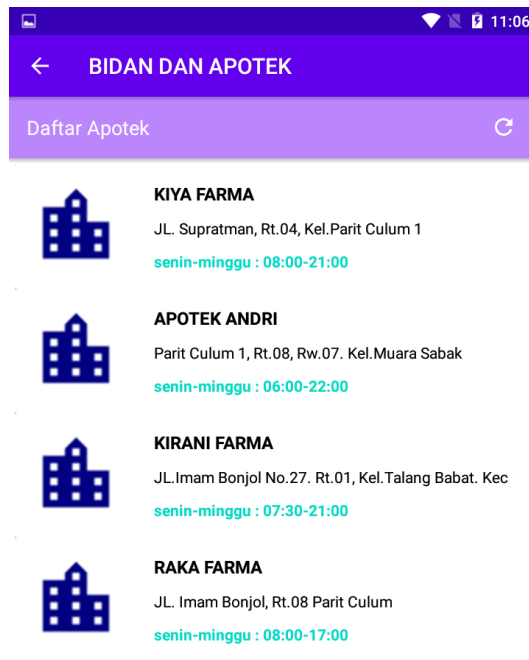 11:06
BIDAN DAN APOTEK
Daftar Apotek
KIYA FARMA
JL. Supratman, Rt.04, Kel.Parit Culum 1
senin-minggu : 08:00-21:00
APOTEK ANDRI
Parit Culum 1, Rt.08, Rw.07. Kel.Muara Sabak
senin-minggu : 06:00-22:00
KIRANI FARMA
JL.Imam Bonjol No.27. Rt.01, Kel.Talang Babat. Kec
senin-minggu : 07:30-21:00
RAKA FARMA
JL. Imam Bonjol, Rt.08 Parit Culum
senin-minggu : 08:00-17:00